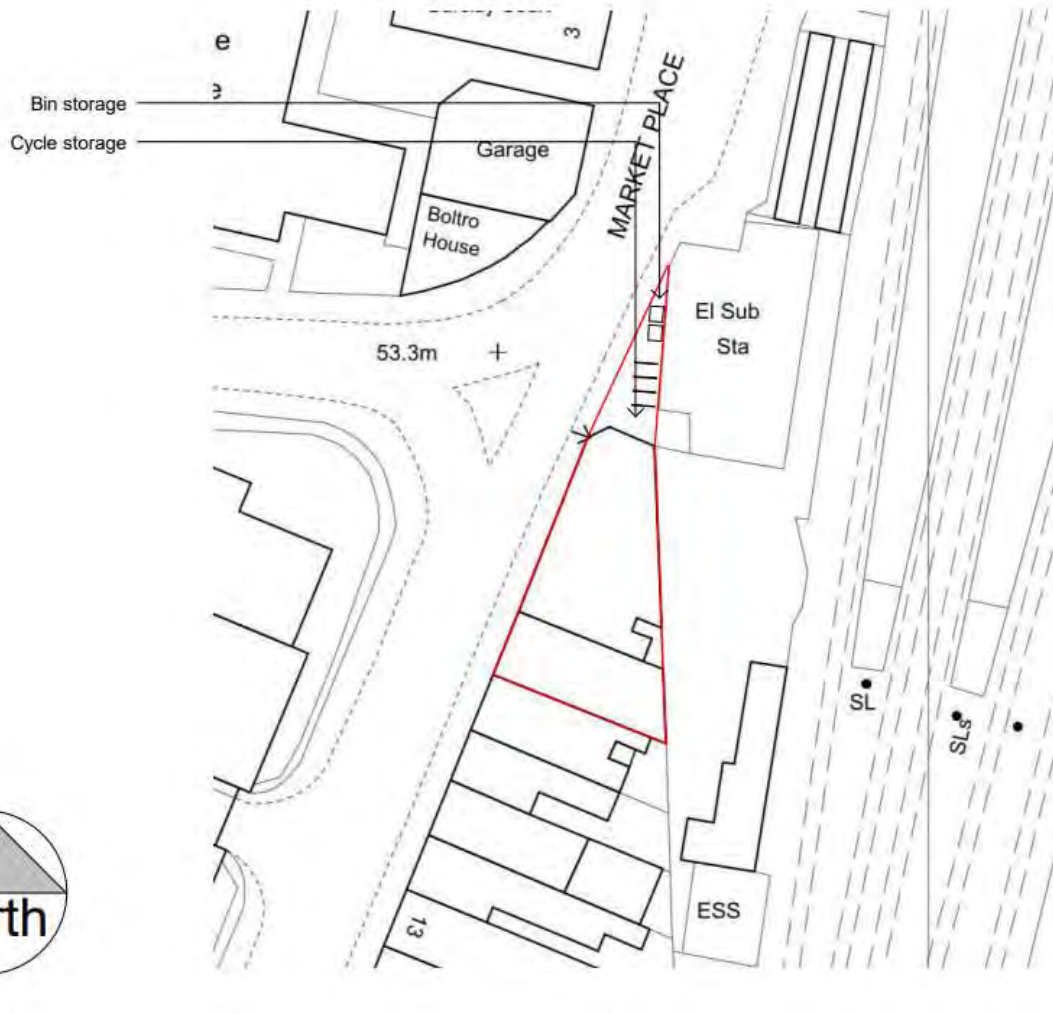 3
e
Bin storage
Cycle storage
Garage
MARKET PLACE
Boltro
House
El Sub
Sta
53.3m
SL
SLs
ESS
13
rth